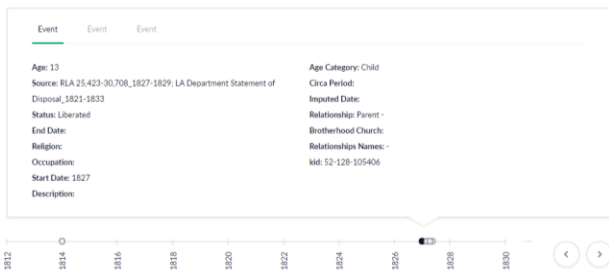 Event Event Event
Age: 13
Source: RLA 25,423-30,708_1827-1829; LA Department Statement of
Disposal_1821-1833
Status: Liberated
End Date:
Religion:
Occupation:
Start Date: 1827
Description:
Age Category: Child
Circa Period:
Imputed Date:
Relationship: Parent -
Brotherhood Church:
Relationships Names: -
kid: 52-128-105406
1812 1814 1816 1818 1820 1822 1824 1826 1828 1830